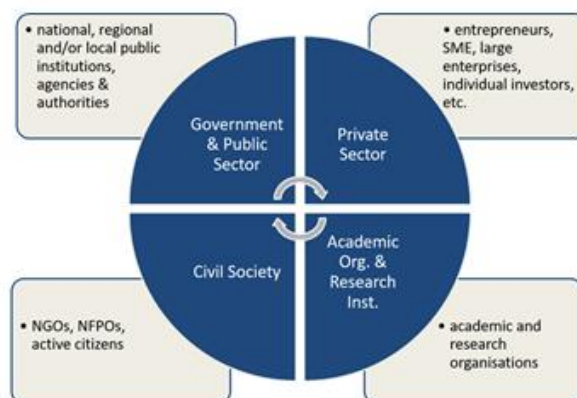 • national, regional
and/or local public
institutions,
agencies &
authorities
• entrepreneurs,
SME, large
enterprises,
individual investors,
etc.
Government
& Public
Sector
Private
Sector
Civil Society
Academic
Org. &
Research
Inst.
• NGOs, NFPOs,
active citizens
• academic and
research
organisations